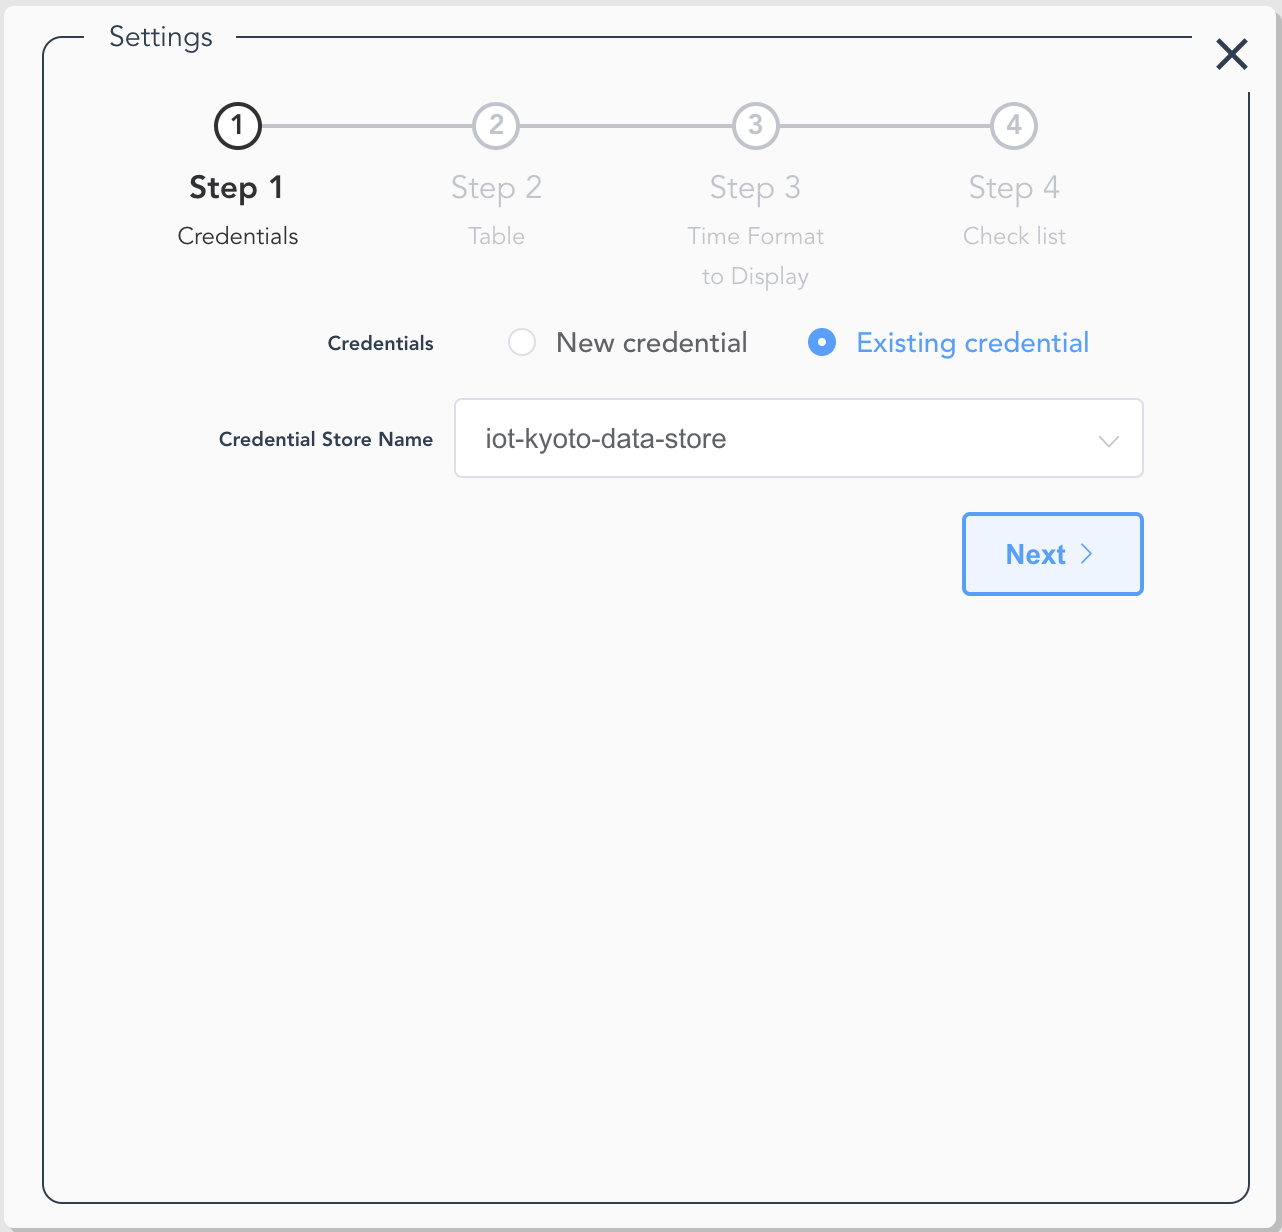 Settings
1
2
3
4
Step 1
Step 2
Step 3
Step 4
Credentials
Table
Time Format
to Display
Check list
Credentials
New credential
Existing credential
Credential Store Name
iot-kyoto-data-store
Next